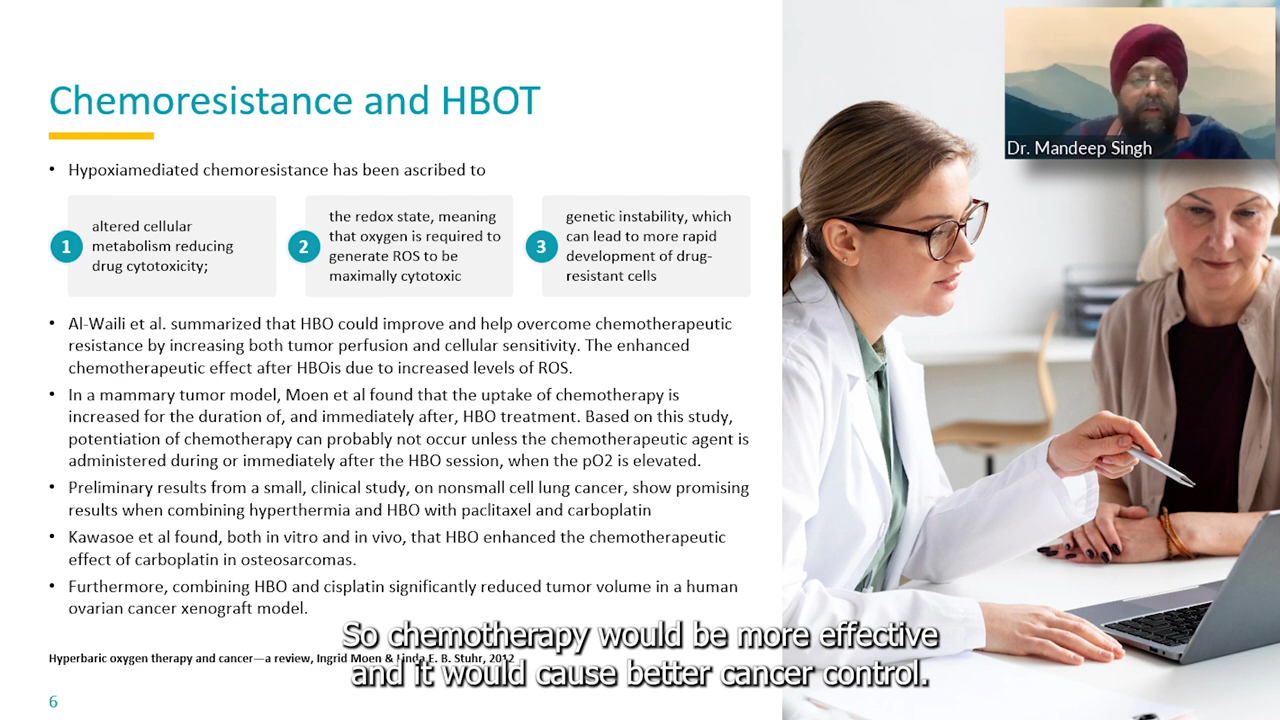 Chemoresistance and HBOT
• Hypoxiamediated chemoresistance has been ascribed to
1
altered cellular
metabolism reducing
drug cytotoxicity;
2
the redox state, meaning
that oxygen is required to
generate ROS to be
maximally cytotoxic
3
genetic instability, which
can lead to more rapid
development of drug-
resistant cells
• Al-Waili et al. summarized that HBO could improve and help overcome chemotherapeutic
resistance by increasing both tumor perfusion and cellular sensitivity. The enhanced
chemotherapeutic effect after HBOis due to increased levels of ROS.
• In a mammary tumor model, Moen et al found that the uptake of chemotherapy is
increased for the duration of, and immediately after, HBO treatment. Based on this study,
potentiation of chemotherapy can probably not occur unless the chemotherapeutic agent is
administered during or immediately after the HBO session, when the pO2 is elevated.
• Preliminary results from a small, clinical study, on nonsmall cell lung cancer, show promising
results when combining hyperthermia and HBO with paclitaxel and carboplatin
• Kawasoe et al found, both in vitro and in vivo, that HBO enhanced the chemotherapeutic
effect of carboplatin in osteosarcomas.
• Furthermore, combining HBO and cisplatin significantly reduced tumor volume in a human
ovarian cancer xenograft model.
Hyperbaric oxygen therapy and cancer—a review, Ingrid Moen & Linda E. B. Stuhr, 2012
6
Dr. Mandeep Singh
So chemotherapy would be more effective
and it would cause better cancer control.